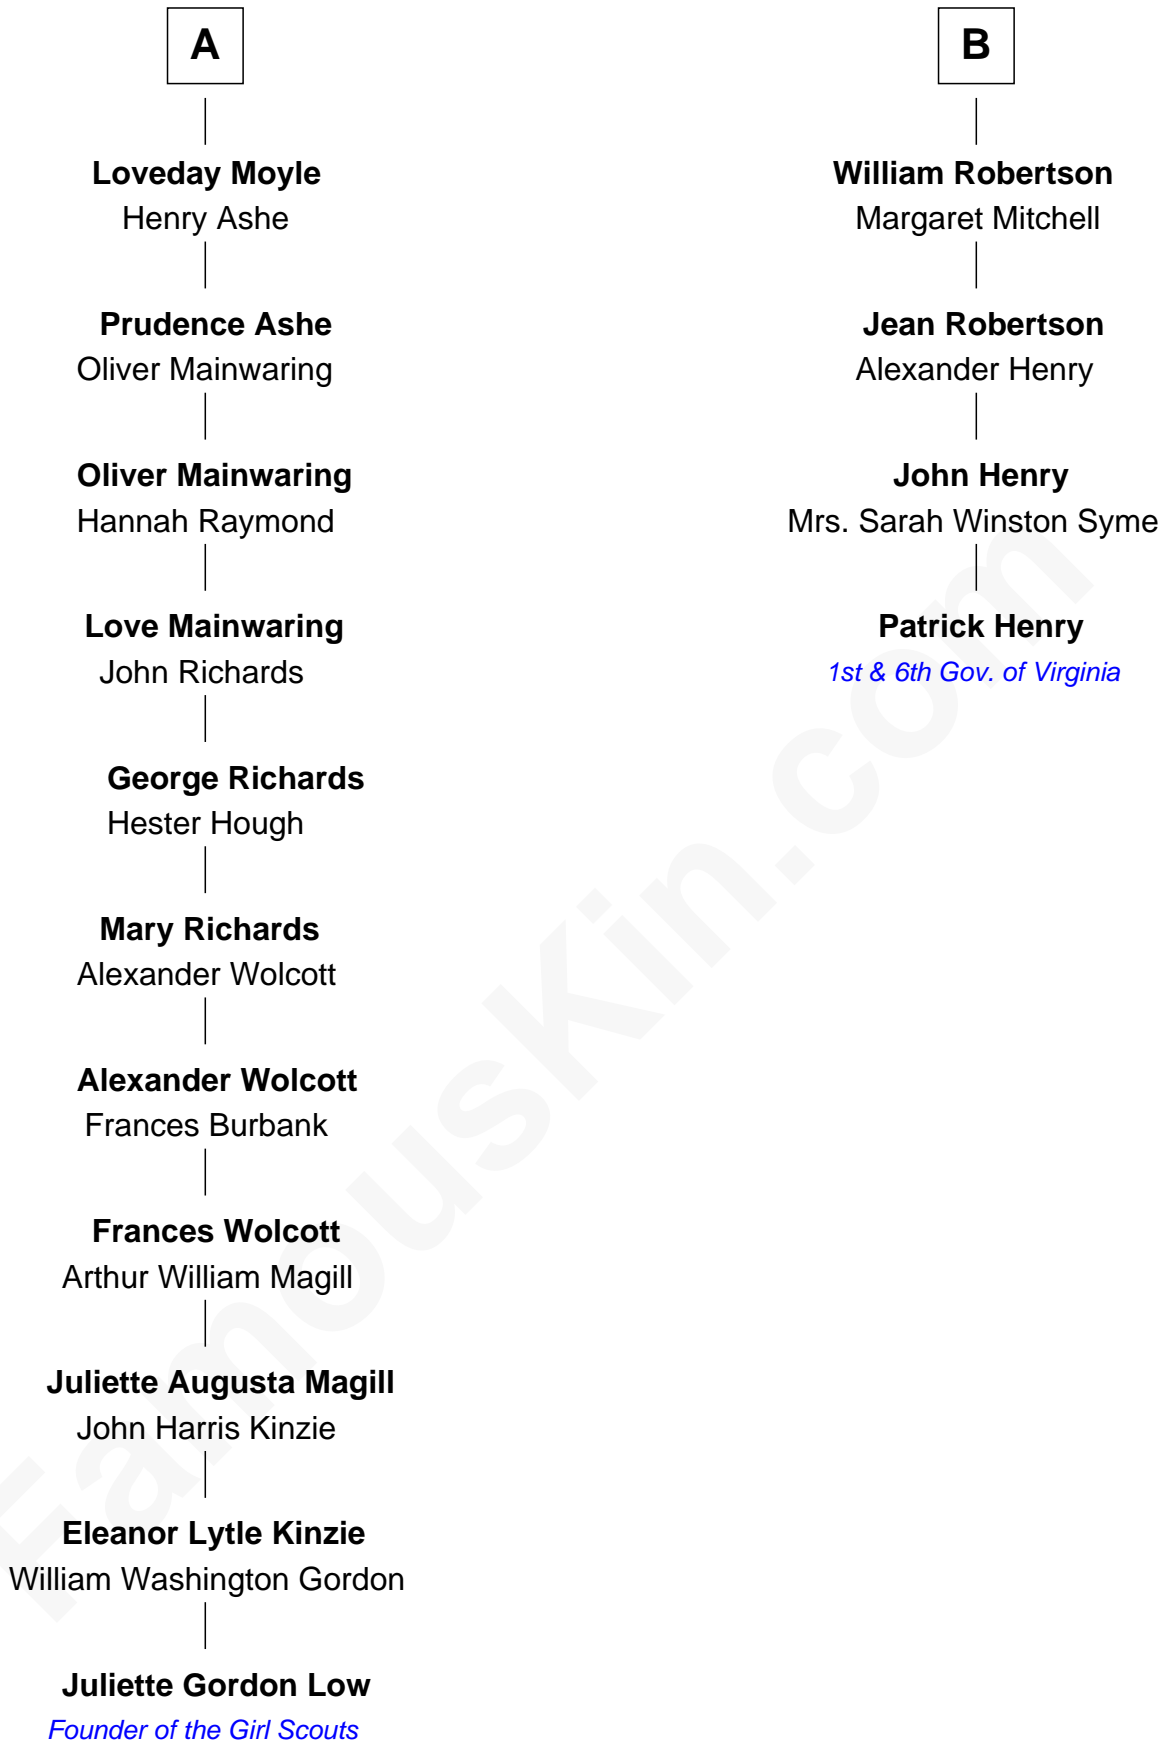 A
Loveday Moyle
Henry Ashe
Prudence Ashe
Oliver Mainwaring
Oliver Mainwaring
Hannah Raymond
Love Mainwaring
John Richards
George Richards
Hester Hough
Mary Richards
Alexander Wolcott
Alexander Wolcott
Frances Burbank
Frances Wolcott
Arthur William Magill
Juliette Augusta Magill
John Harris Kinzie
Eleanor Lytle Kinzie
William Washington Gordon
Juliette Gordon Low
Founder of the Girl Scouts
B
William Robertson
Margaret Mitchell
Jean Robertson
Alexander Henry
John Henry
Mrs. Sarah Winston Syme
Patrick Henry
1st & 6th Gov. of Virginia
FamousKin.com